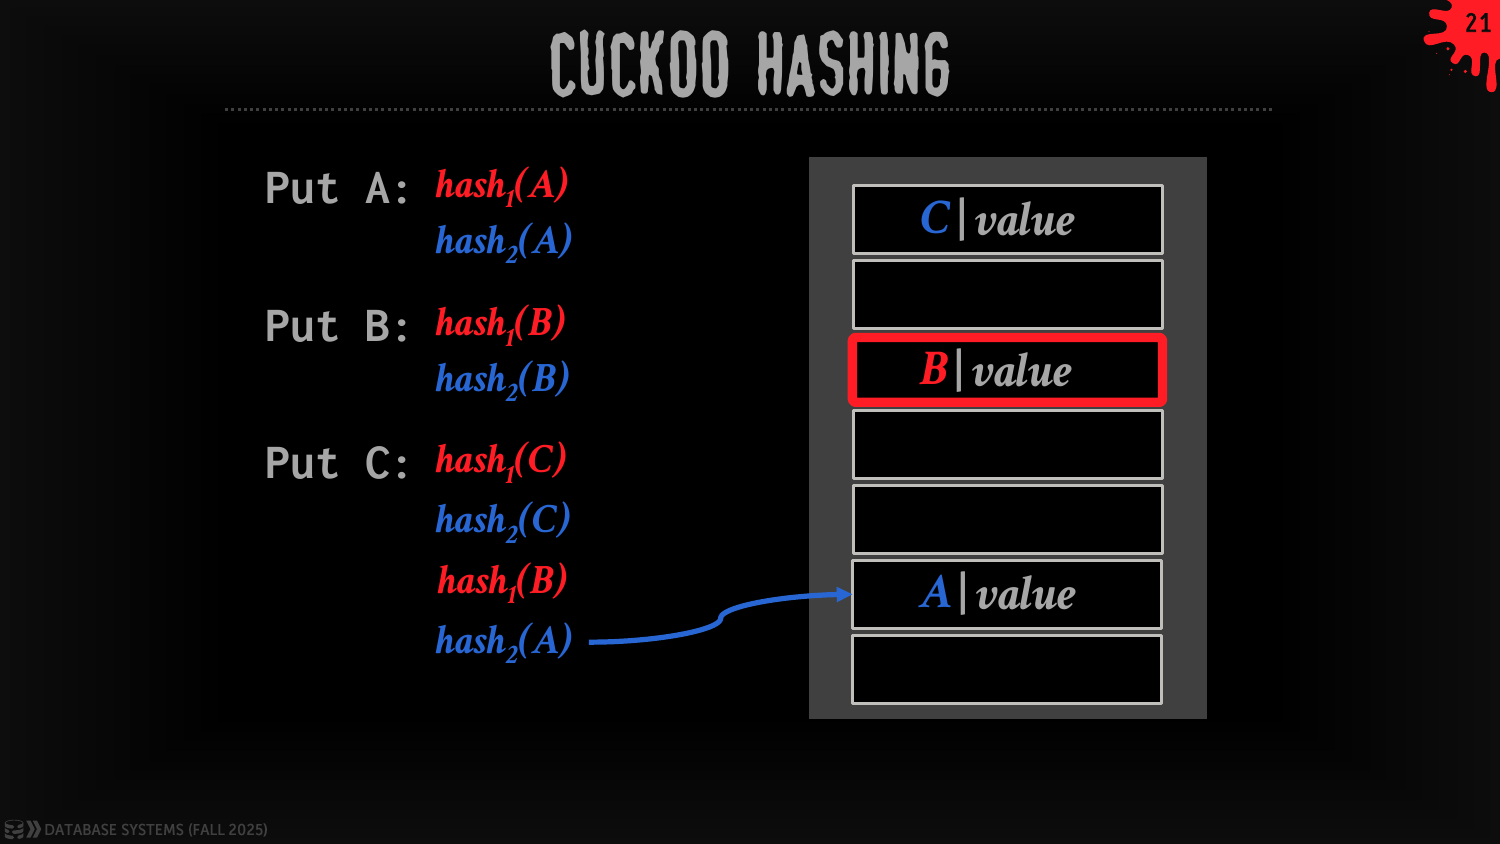 21
CUCKOO HASHING
Put A: hash1(A)
hash2(A)
Put B: hash1(B)
hash2(B)
Put C: hash1(C)
hash2(C)
hash1(B)
hash2(A)
C|value
B|value
A|value
DATABASE SYSTEMS (FALL 2025)